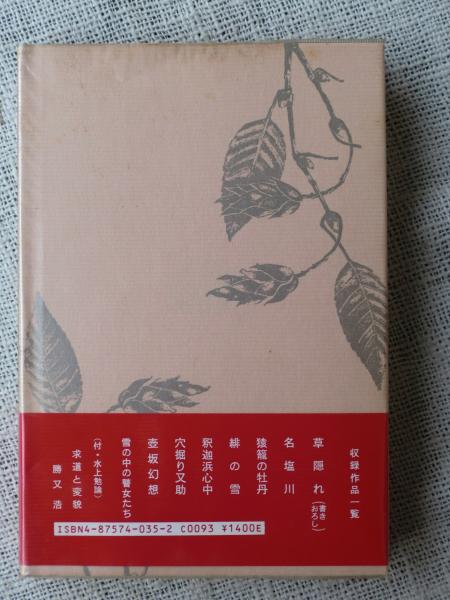 収録作品一覧
草隠れ(書きおろし)
名塩川
猿籠の牡丹
緋の雪
釈迦浜心中
穴掘り又助
壺坂幻想
雪の中の瞽女たち
(付・水上勉論)
求道と変貌
勝又浩
ISBN4-87574-035-2 C0093 ¥1400E